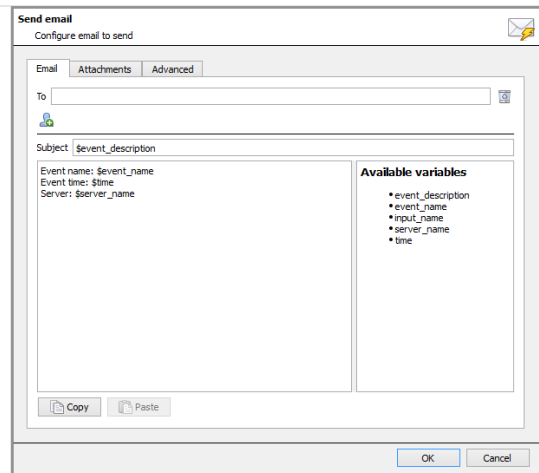 Send email
Configure email to send
Email Attachments Advanced
To
Subject $event_description
Event name: $event_name
Event time: $time
Server: $server_name
Available variables
• event_description
• event_name
• input_name
• server_name
• time
Copy Paste
OK Cancel